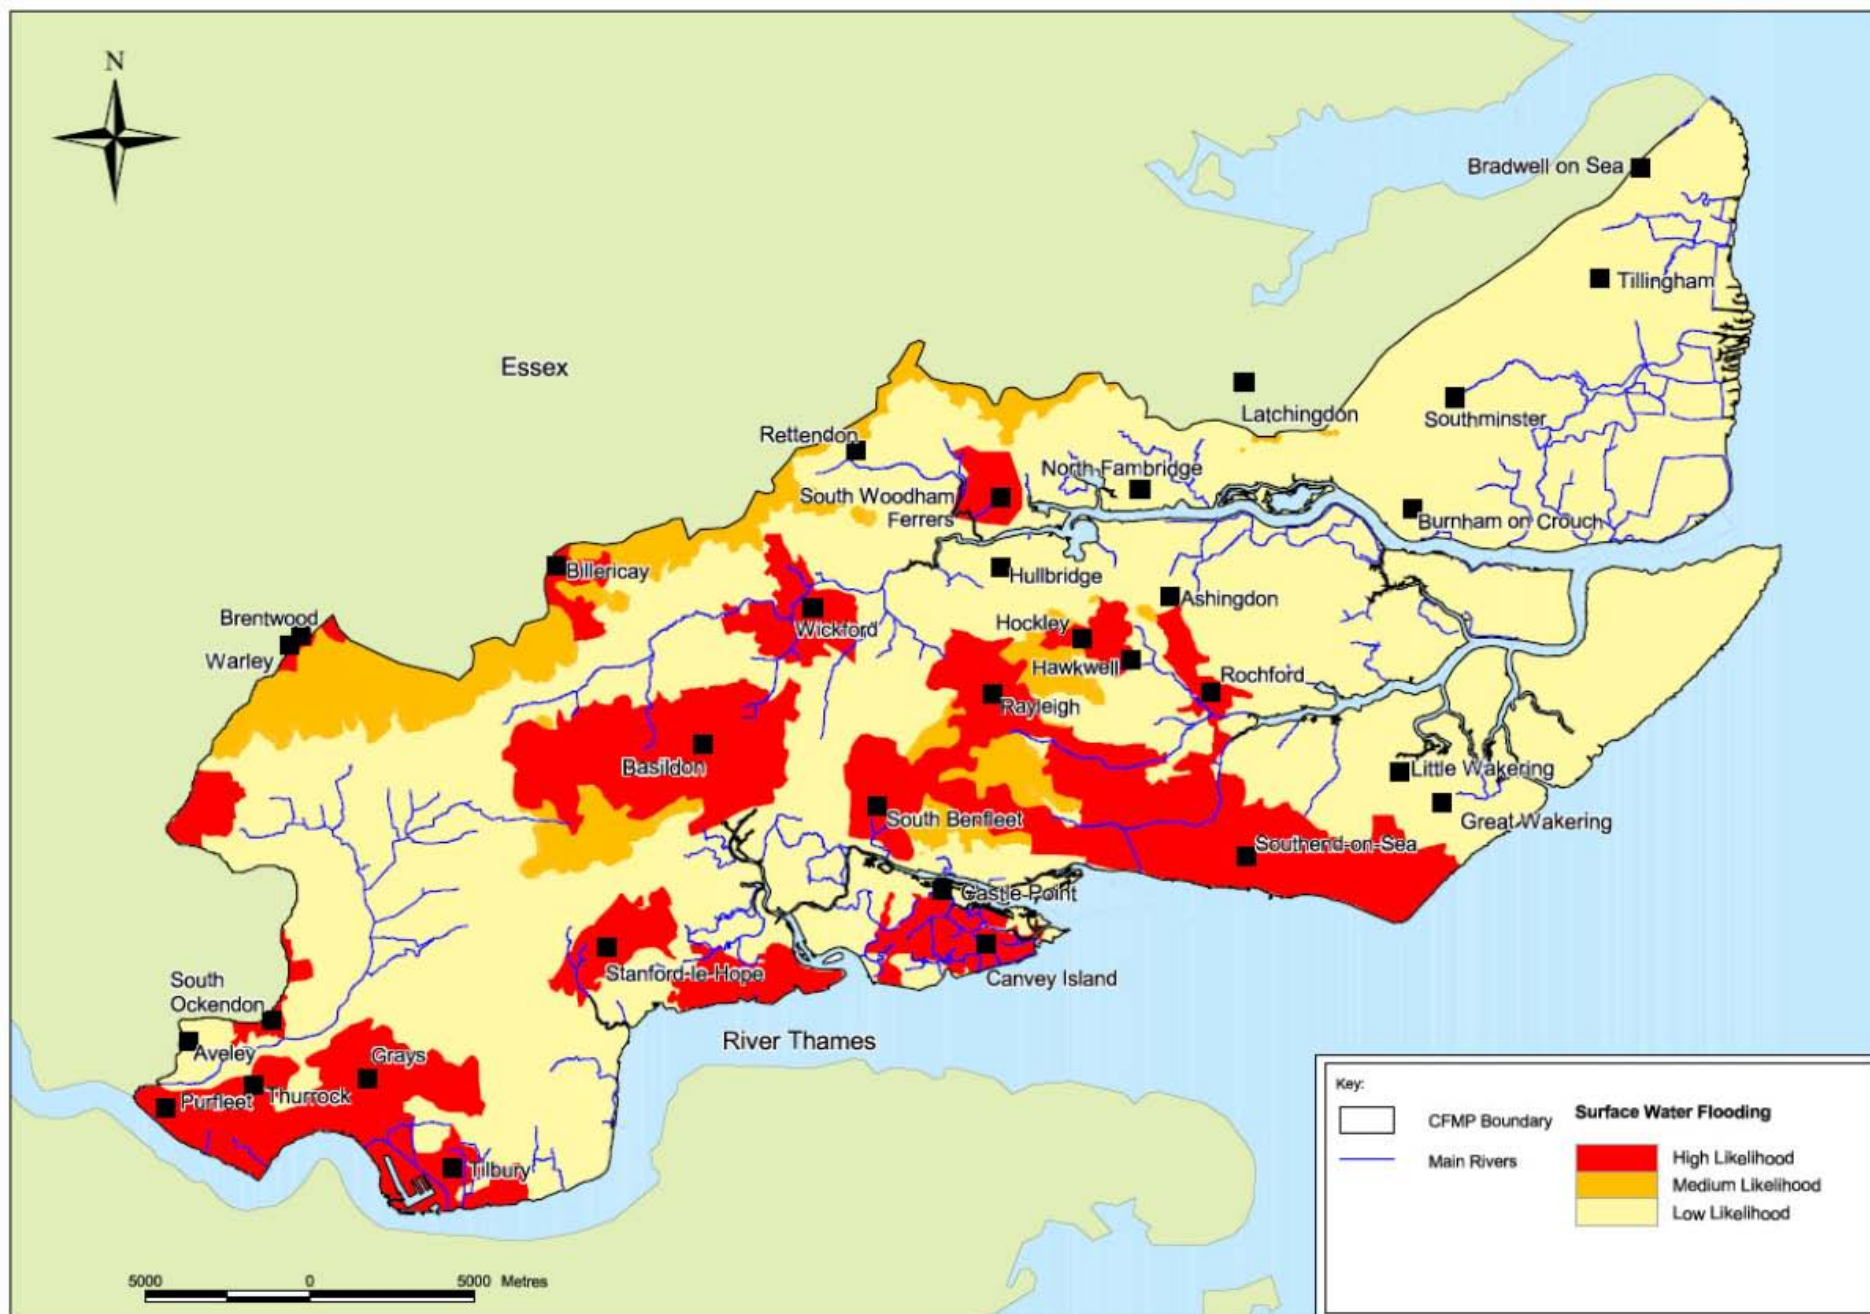 N
Bradwell on Sea
Tillingham
Essex
Latchingdon
Southminster
Rettendon
North Fambridge
South Woodham
Ferrers
Burnham on Crouch
Billericay
Hullbridge
Ashingdon
Brentwood
Wickford
Hockley
Warley
Hawkwell
Rochford
Rayleigh
Basildon
Little Wakering
South Benfleet
Great Wakering
Southend-on-Sea
Castle-Point
Stanford-le-Hope
Canvey Island
South
Ockendon
River Thames
Aveley
Grays
Thurrock
Purfleet
Tilbury
Key:
CFMP Boundary
Main Rivers
Surface Water Flooding
High Likelihood
Medium Likelihood
Low Likelihood
5000 0 5000 Metres